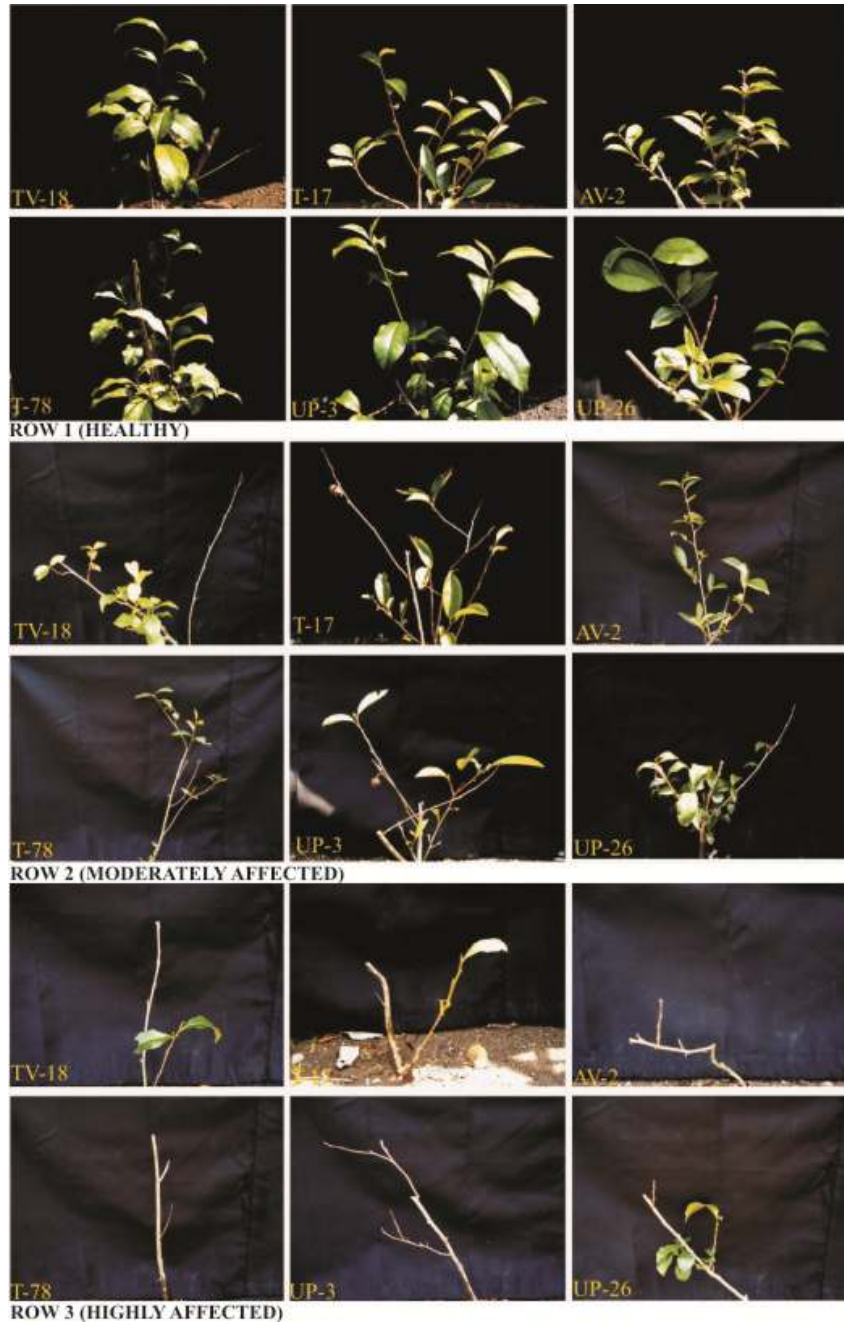 TV-18 T-17 AV-2
T-78 UP-3 UP-26
ROW 1 (HEALTHY)
TV-18 T-17 AV-2
T-78 UP-3 UP-26
ROW 2 (MODERATELY AFFECTED)
TV-18 P AV-2
T-78 UP-3 UP-26
ROW 3 (HIGHLY AFFECTED)